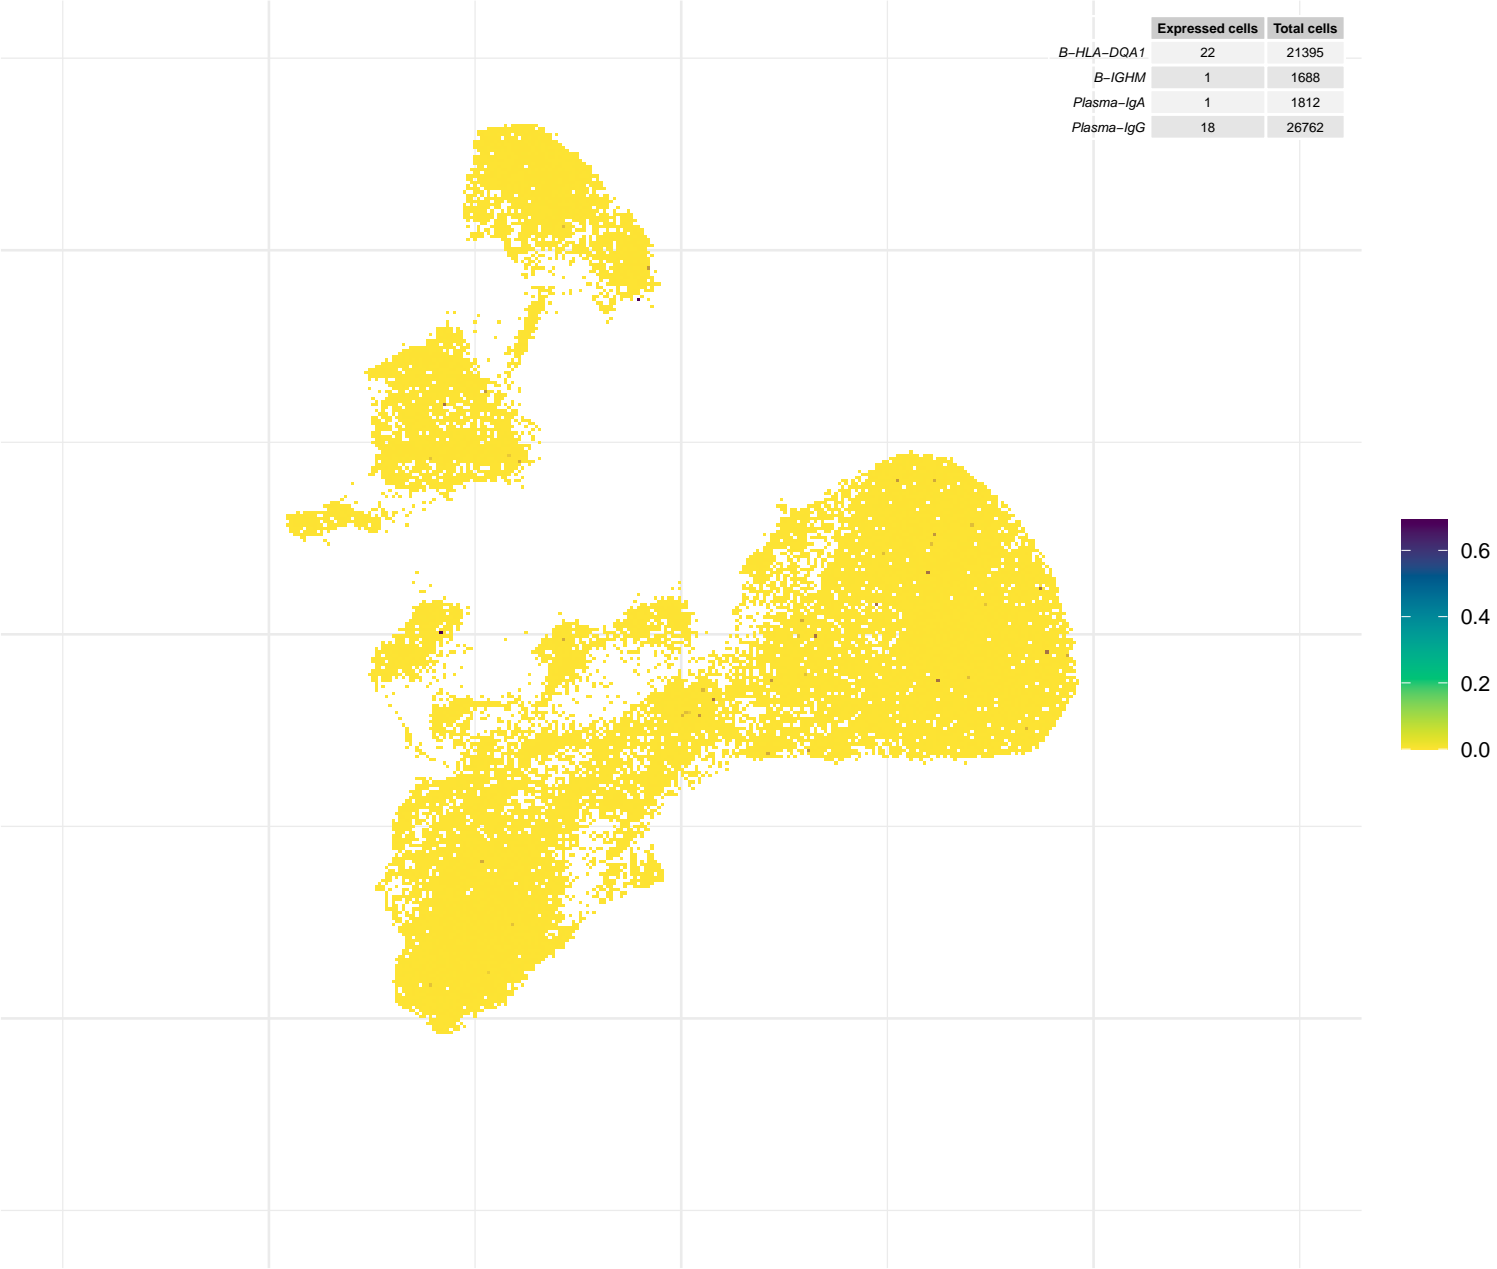 Expressed cells Total cells
B−HLA−DQA1 22 21395
B−IGHM 1 1688
Plasma−IgA 1 1812
Plasma−IgG 18 26762
0.6
0.4
0.2
0.0